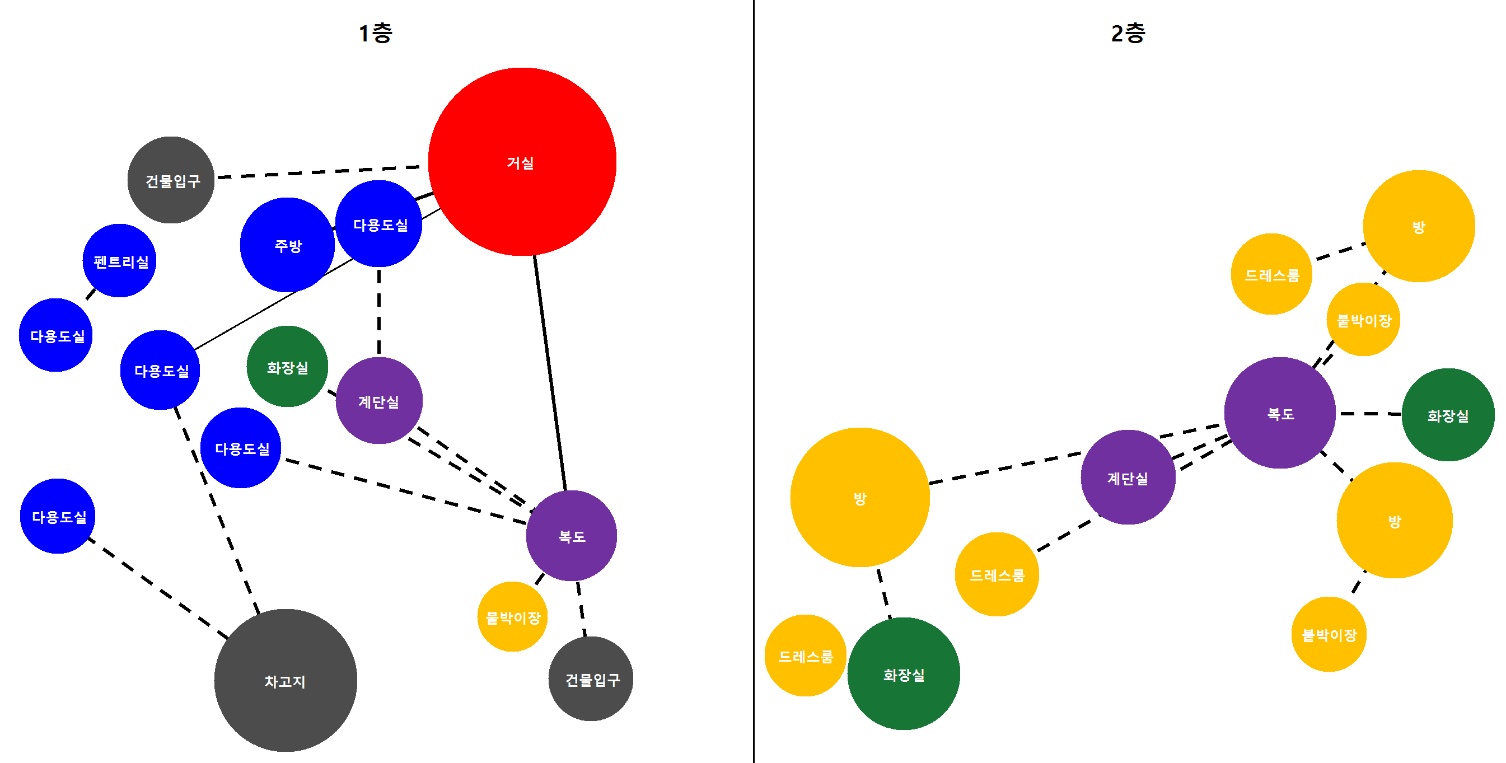 1층
거실
건물입구
다용도실
주방
펜트리실
다용도실
다용도실
화장실
계단실
다용도실
다용도실
복도
붙박이장
건물입구
차고지
2층
방
드레스룸
붙박이장
복도
화장실
계단실
방
방
드레스룸
붙박이장
드레스룸
화장실